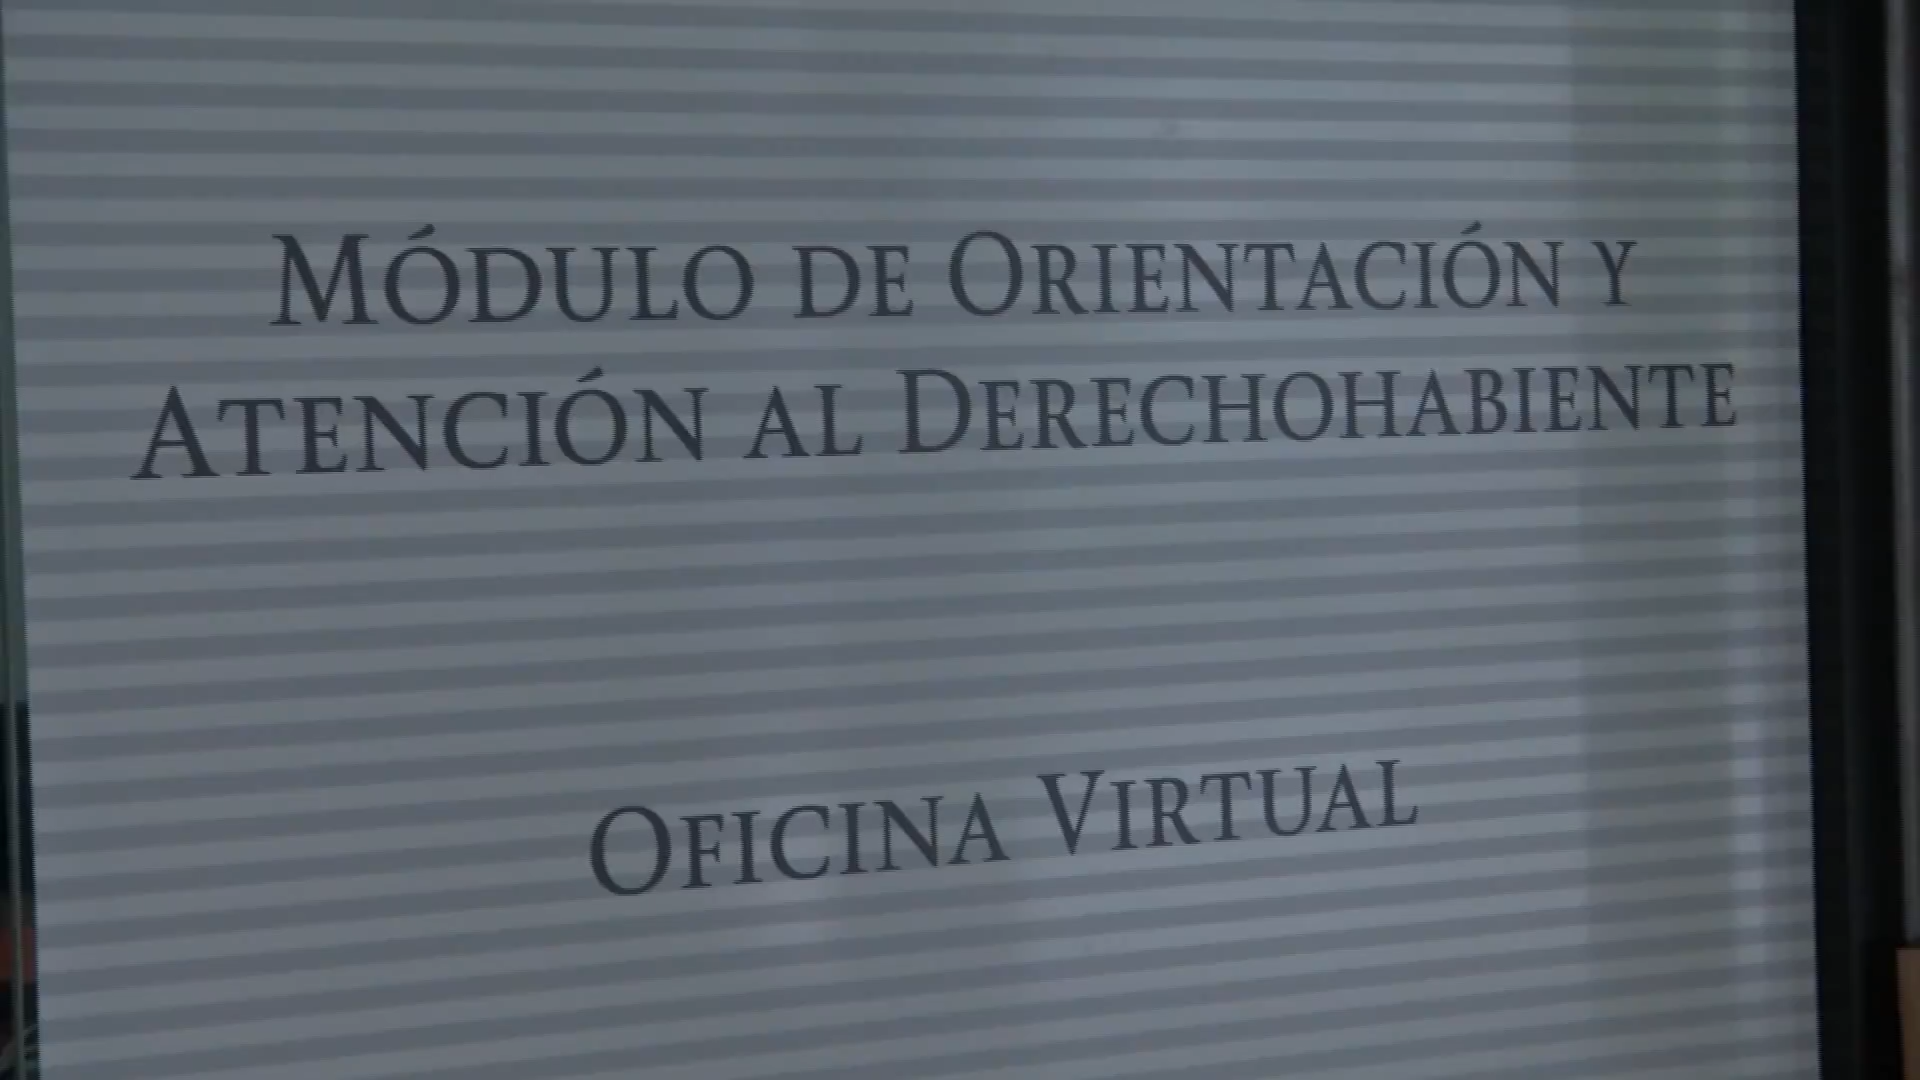 MÓDULO DE ORIENTACIÓN Y
ATENCIÓN AL DERECHOHABIENTE
OFICINA VIRTUAL